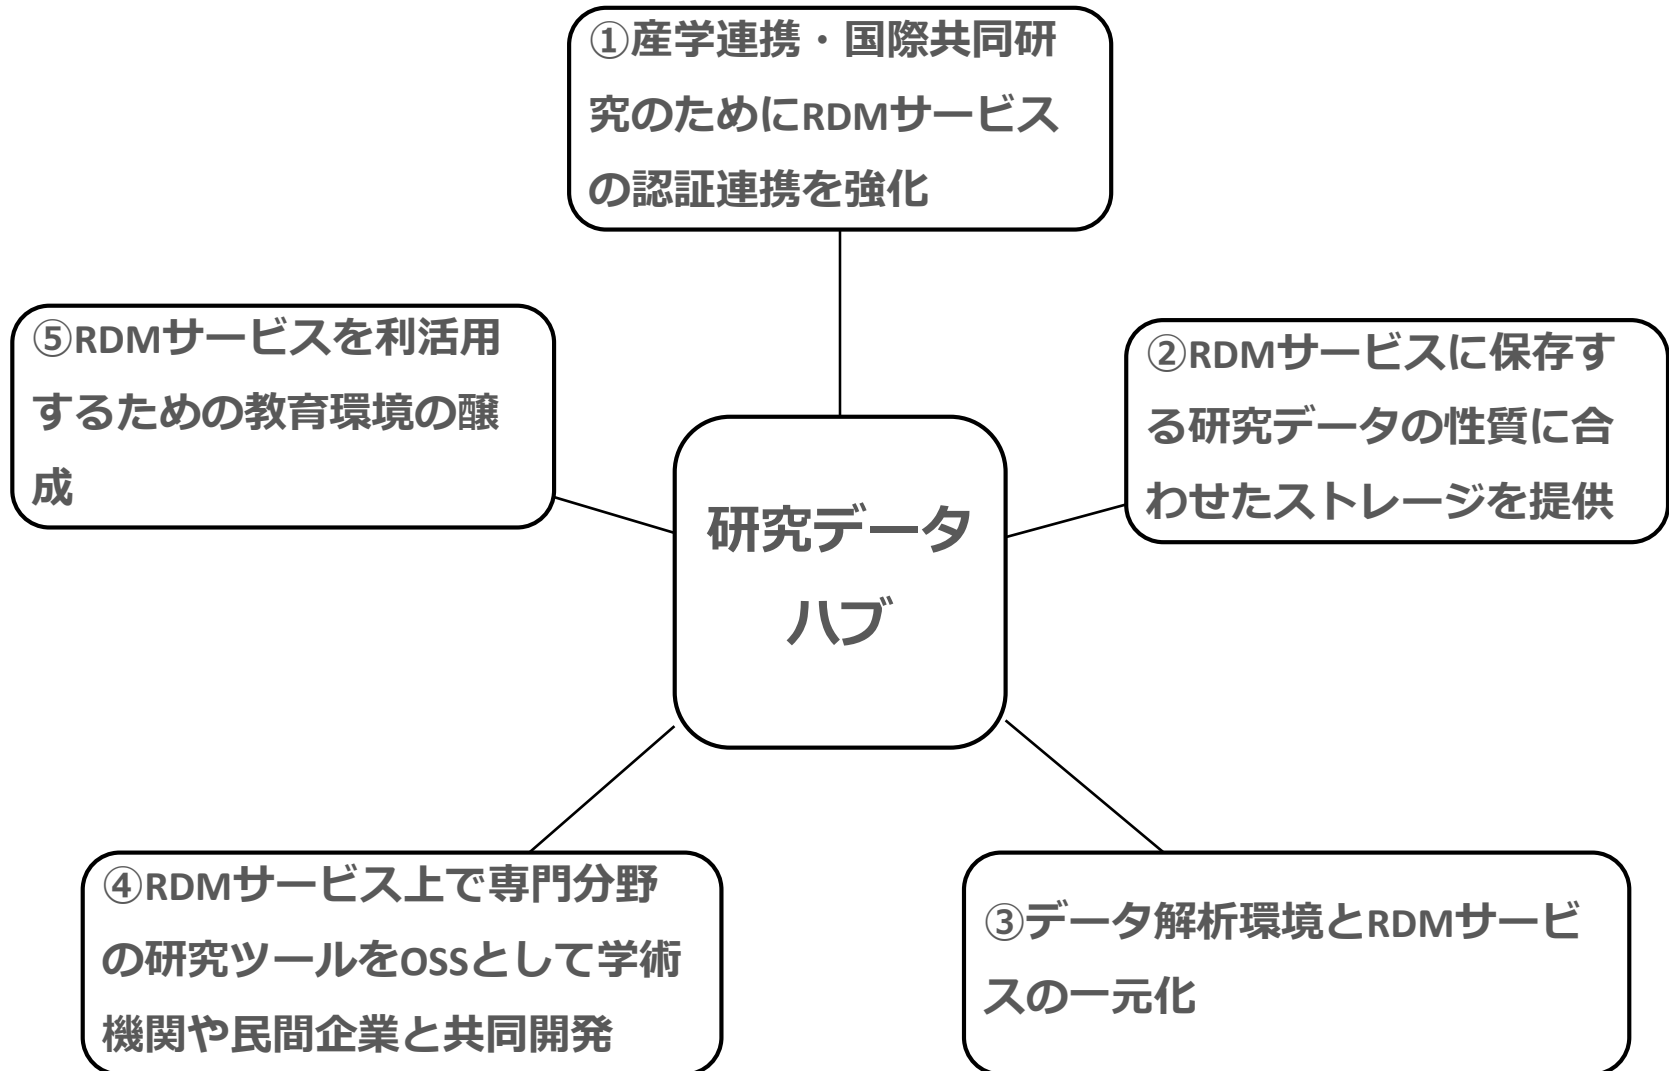 ①産学連携・国際共同研
究のためにRDMサービス
の認証連携を強化
②RDMサービスに保存す
る研究データの性質に合
わせたストレージを提供
③データ解析環境とRDMサービ
スの一元化
④RDMサービス上で専門分野
の研究ツールをOSSとして学術
機関や民間企業と共同開発
⑤RDMサービスを利活用
するための教育環境の醸
成
研究データ
ハブ